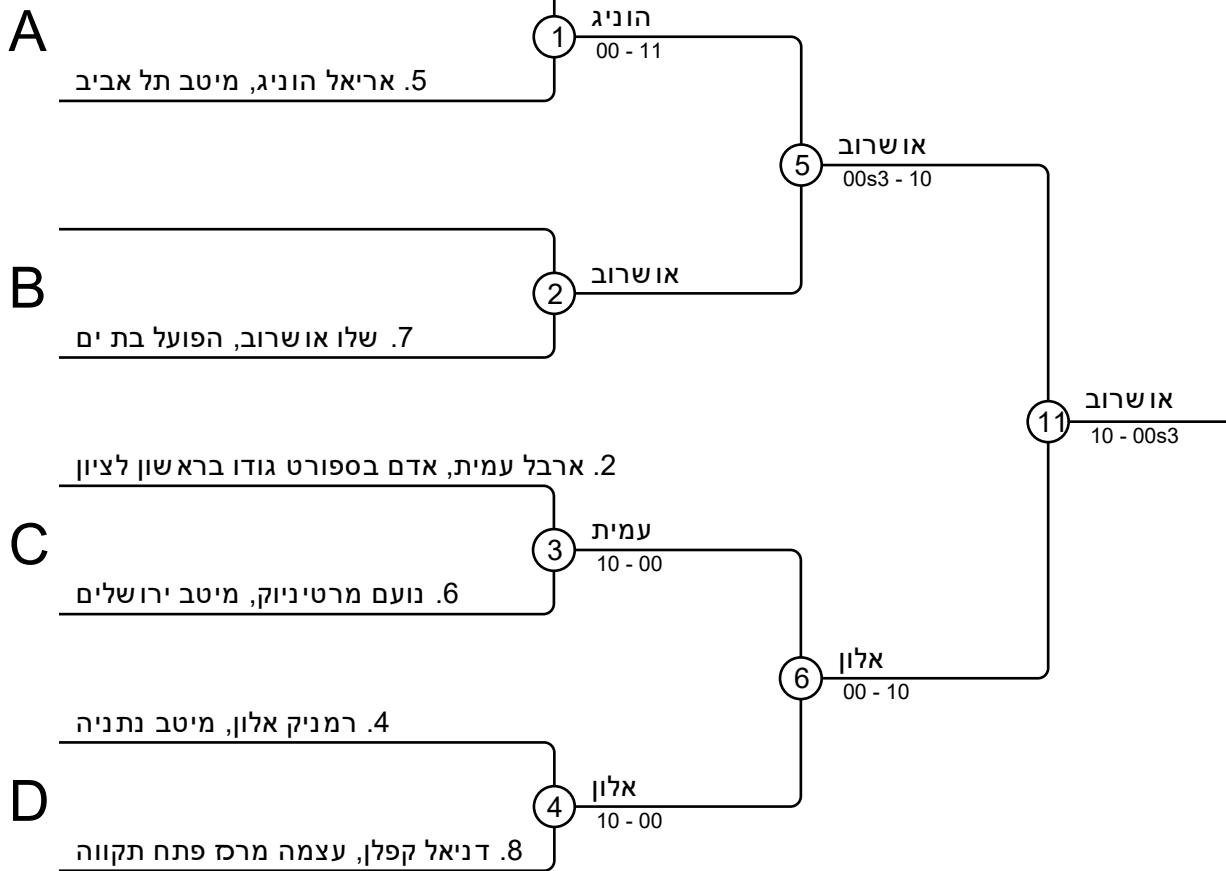 A
1
הוניג
00 - 11
5. אריאל הוניג, מיטב תל אביב
5
אושרוב
00s3 - 10
B
2
אושרוב
7. שלו אושרוב, הפועל בת ים
11
אושרוב
10 - 00s3
2. ארבל עמית, אדם בספורט גודו בראשון לציון
C
3
עמית
10 - 00
6. נועם מרטיניוק, מיטב ירושלים
6
אלון
00 - 10
4. רמניק אלון, מיטב נתניה
D
4
אלון
10 - 00
8. דניאל קפלן, עצמה מרכז פתח תקווה